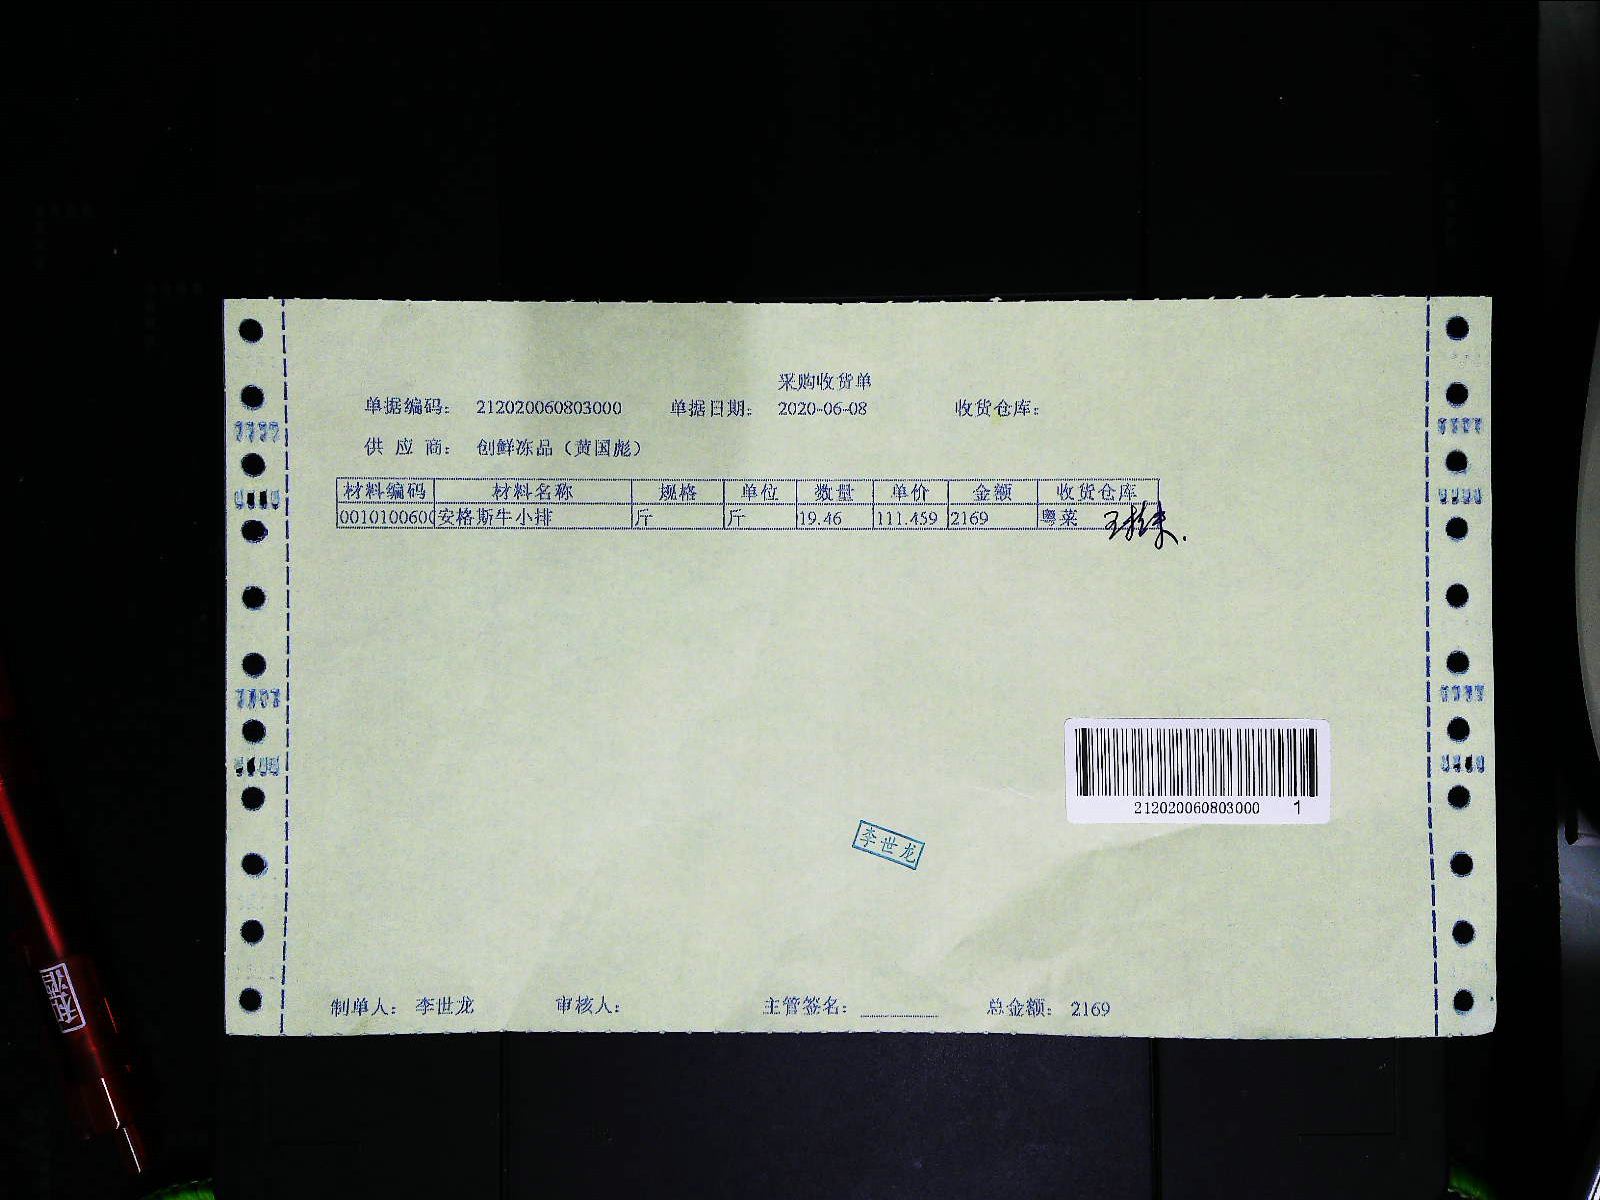 采购收货单
单据编码： 212020060803000 单据日期： 2020-06-08 收货仓库：
供 应 商： 创鲜冻品（黄国彪）
材料编码 材料名称 规格 单位 数量 单价 金额 收货仓库
0010100600 安格斯牛小排 斤 斤 19.46 111.459 2169 粤菜
212020060803000 1
李世龙
制单人： 李世龙 审核人： 主管签名： 总金额： 2169